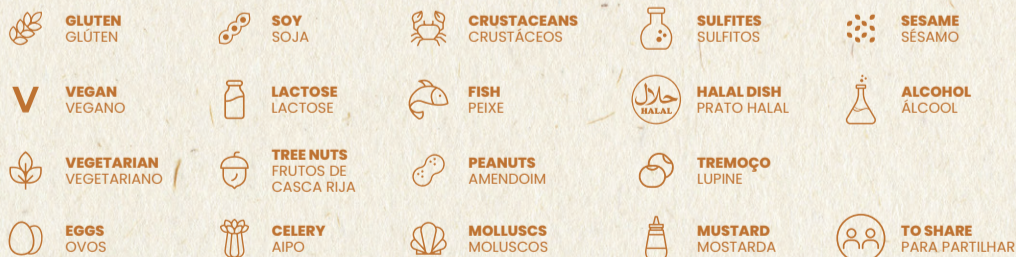 GLUTEN
GLÚTEN
SOY
SOJA
CRUSTACEANS
CRUSTÁCEOS
SULFITES
SULFITOS
SESAME
SÉSAMO
V
VEGAN
VEGANO
LACTOSE
LACTOSE
FISH
PEIXE
حلال
HALAL
HALAL DISH
PRATO HALAL
ALCOHOL
ÁLCOOL
VEGETARIAN
VEGETARIANO
TREE NUTS
FRUTOS DE
CASCA RIJA
PEANUTS
AMENDOIM
TREMOÇO
LUPINE
EGGS
OVOS
CELERY
AIPO
MOLLUSCS
MOLUSCOS
MUSTARD
MOSTARDA
TO SHARE
PARA PARTILHAR